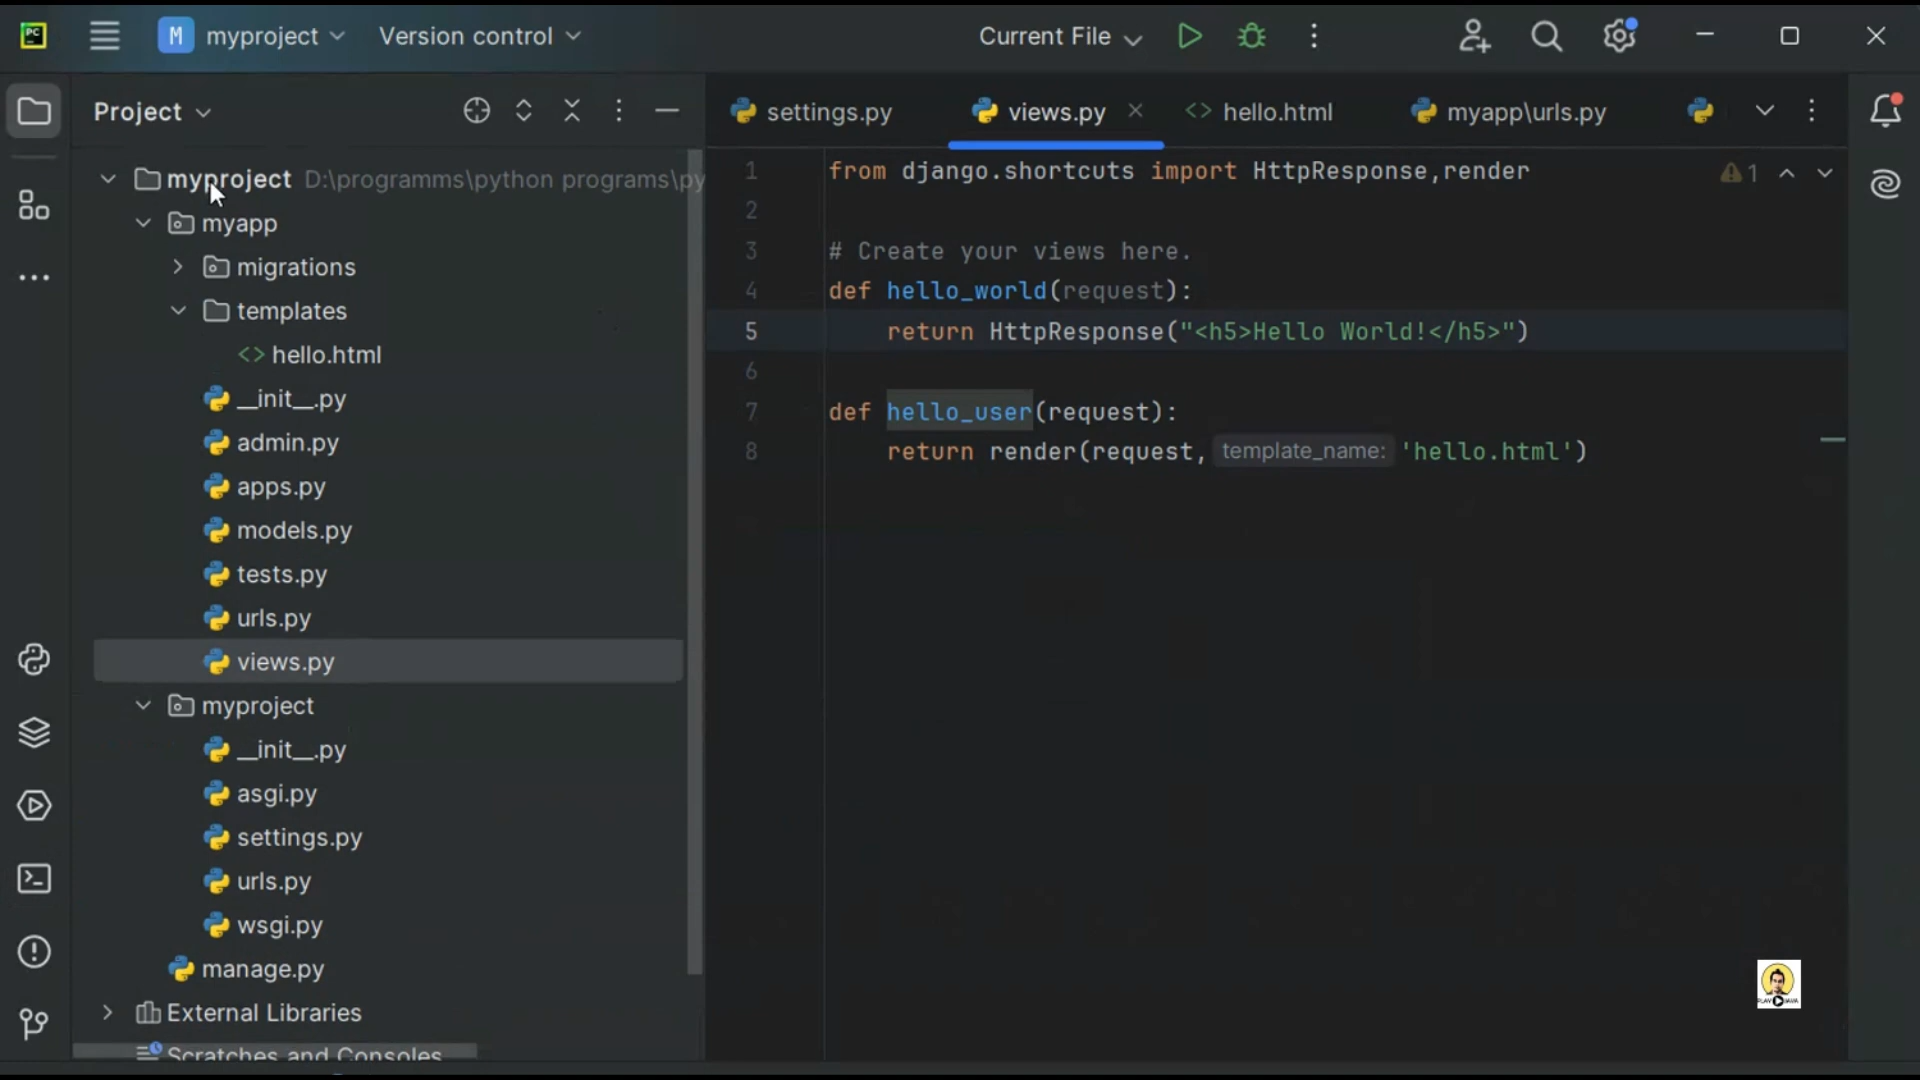 PC
M myproject Version control
Current File
Project
settings.py
views.py
hello.html
myapp\urls.py
myproject D:\programms\python programs\py
myapp
migrations
templates
<> hello.html
__init__.py
admin.py
apps.py
models.py
tests.py
urls.py
views.py
myproject
__init__.py
asgi.py
settings.py
urls.py
wsgi.py
manage.py
External Libraries
Scratches and Consoles
1 from django.shortcuts import HttpResponse,render
1
2
3 # Create your views here.
4 def hello_world(request):
5 return HttpResponse("<h5>Hello World!</h5>")
6
7 def hello_user(request):
8 return render(request, template_name: 'hello.html')
PLAY JAVA